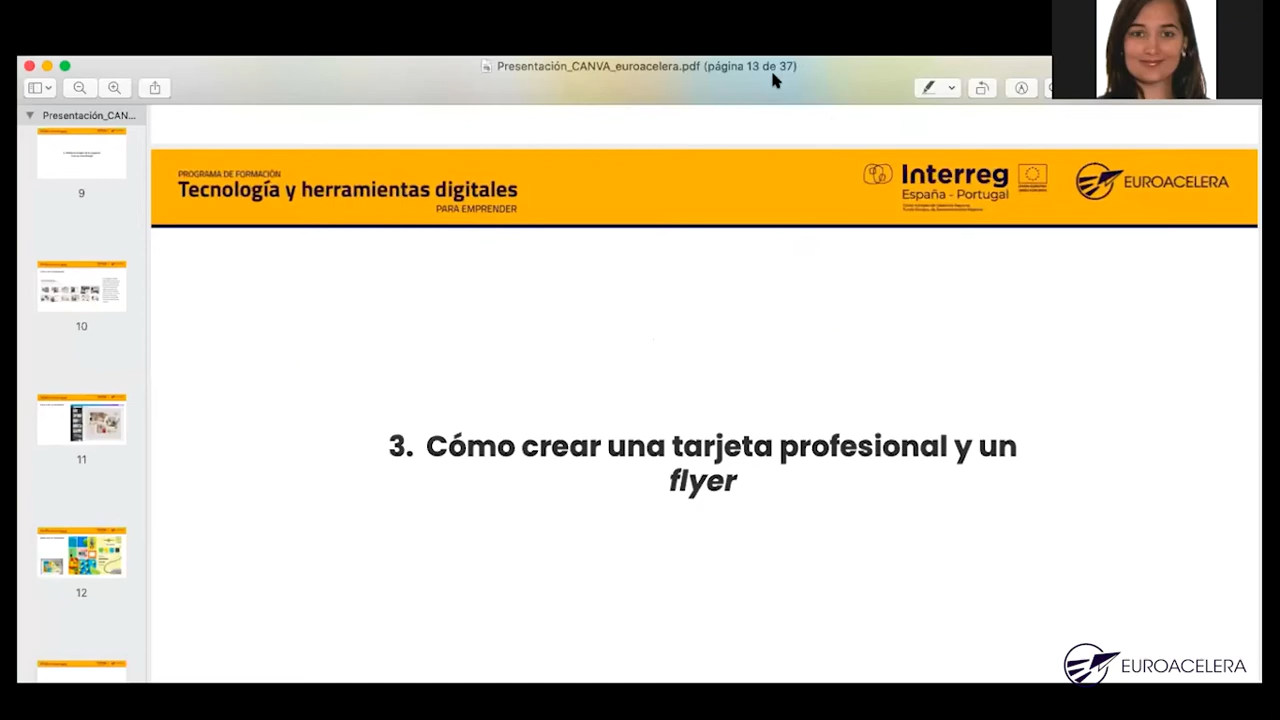 Presentación_CANVA_euroacelera.pdf (página 13 de 37)
Presentación_CAN...
9
10
11
12
PROGRAMA DE FORMACIÓN
Tecnología y herramientas digitales
PARA EMPRENDER
Interreg
España - Portugal
EUROACELERA
3. Cómo crear una tarjeta profesional y un
flyer
EUROACELERA